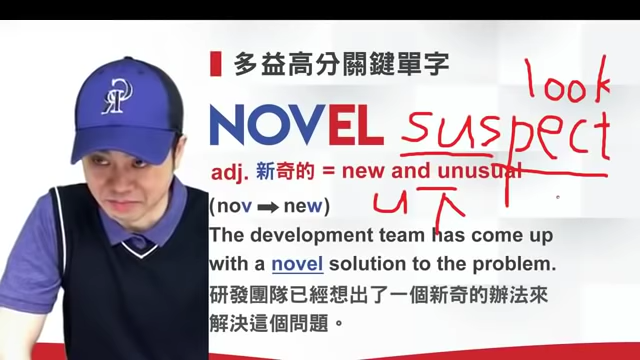 多益高分關鍵單字
look
NOVEL suspect
adj. 新奇的 = new and unusual
(nov ➡ new)
The development team has come up
with a novel solution to the problem.
研發團隊已經想出了一個新奇的辦法來
解決這個問題。